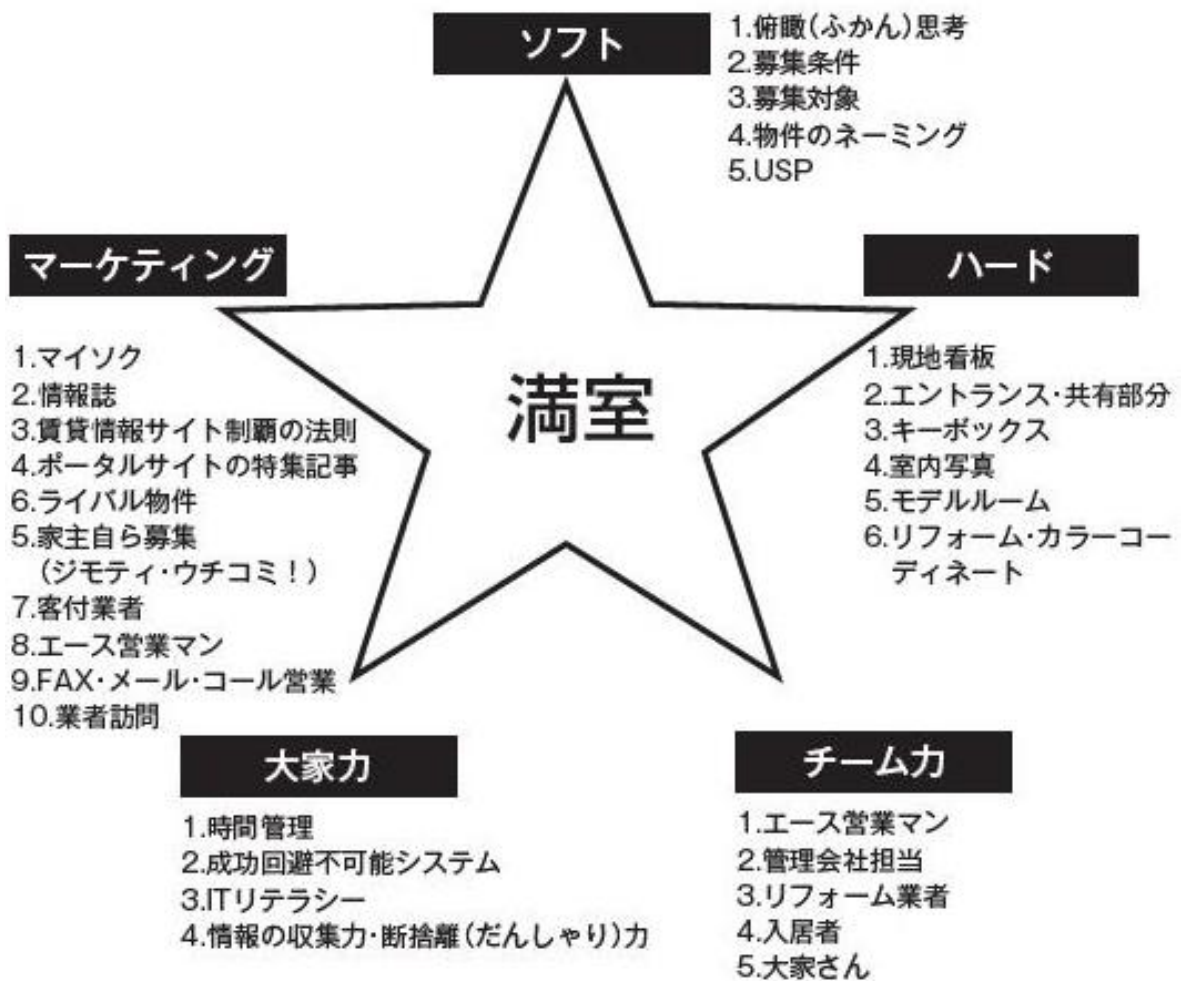 ソフト
1.俯瞰(ふかん)思考
2.募集条件
3.募集対象
4.物件のネーミング
5.USP
マーケティング
1.マイソク
2.情報誌
3.賃貸情報サイト制覇の法則
4.ポータルサイトの特集記事
6.ライバル物件
5.家主自ら募集
(ジモティ・ウチコミ!)
7.客付業者
8.エース営業マン
9.FAX・メール・コール営業
10.業者訪問
満室
ハード
1.現地看板
2.エントランス・共有部分
3.キーボックス
4.室内写真
5.モデルルーム
6.リフォーム・カラーコー
ディネート
大家力
1.時間管理
2.成功回避不可能システム
3.ITリテラシー
4.情報の収集力・断捨離(だんしゃり)力
チーム力
1.エース営業マン
2.管理会社担当
3.リフォーム業者
4.入居者
5.大家さん